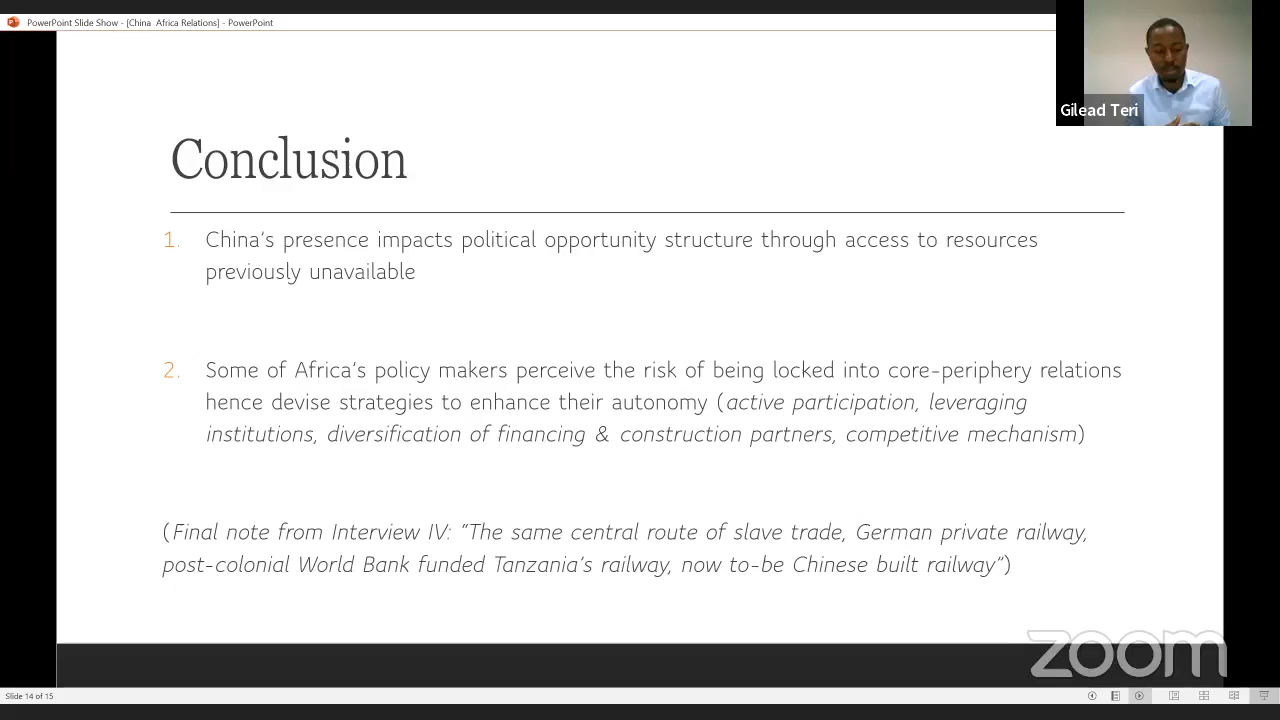 PowerPoint Slide Show - [China Africa Relations] - PowerPoint
Gilead Teri
Conclusion
1. China's presence impacts political opportunity structure through access to resources
previously unavailable
2. Some of Africa's policy makers perceive the risk of being locked into core-periphery relations
hence devise strategies to enhance their autonomy (active participation, leveraging
institutions, diversification of financing & construction partners, competitive mechanism)
(Final note from Interview IV: "The same central route of slave trade, German private railway,
post-colonial World Bank funded Tanzania's railway, now to-be Chinese built railway")
zoom
Slide 14 of 15